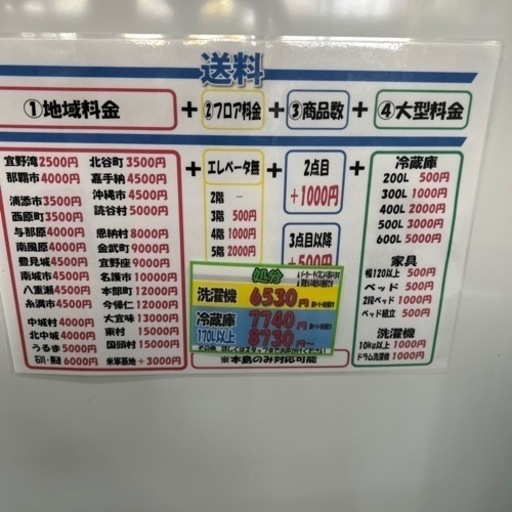 送料
①地域料金 + ②フロア料金 + ③商品数 + ④大型料金
宜野湾2500円
那覇市4000円
浦添市3500円
西原町3500円
与那原4000円
南風原4000円
豊見城4500円
南城市4500円
八重瀬4500円
糸満市4500円
中城村4000円
北中城4000円
うるま5000円
6000円
北谷町3500円
嘉手納4500円
沖縄市4500円
読谷村5000円
恩納村8000円
金武町9000円
宜野座9000円
名護市10000円
本部町12000円
今帰仁12000円
大宜味13000円
東村15000円
国頭村15000円
米軍基地+3000円
+
エレベータ無
2階 -
3階 500円
4階 1000円
5階 2000円
+
2点目
+1000円
3点目以降
+500円
+
冷蔵庫
200L 500円
300L 1000円
400L 2000円
500L 3000円
600L 5000円
家具
幅120以上 500円
ベッド 500円
2段ベッド 1000円
ベッド組立 500円
洗濯機
10kg以上 1000円
ドラム洗濯機 1000円
処分
洗濯機 6530円
冷蔵庫 7740円
170L以上 8730円〜
※本島のみ対応可能